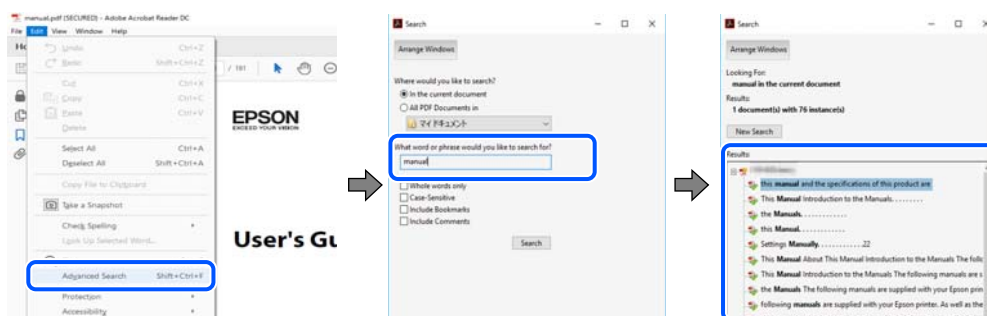 manual.pdf (SECURED) - Adobe Acrobat Reader DC
File Edit View Window Help
Undo Ctrl+Z
Redo Shift+Ctrl+Z
Cut Ctrl+X
Copy Ctrl+C
Paste Ctrl+V
Delete
Select All Ctrl+A
Deselect All Shift+Ctrl+A
Copy File to Clipboard
Take a Snapshot
Check Spelling
Look Up Selected Word...
Advanced Search Shift+Ctrl+F
Protection
Accessibility
/ 181
EPSON
EXCEED YOUR VISION
User's Gu
Search
Arrange Windows
Where would you like to search?
In the current document
All PDF Documents in
マイドキュメント
What word or phrase would you like to search for?
manual
Whole words only
Case-Sensitive
Include Bookmarks
Include Comments
Search
Search
Arrange Windows
Looking For:
manual in the current document
Results:
1 document(s) with 76 instance(s)
New Search
Results:
this manual and the specifications of this product are
This Manual Introduction to the Manuals. . . . . . . . .
the Manuals. . . . . . . . . . . . .
this Manual. . . . . . . . . . . . .
Settings Manually. . . . . . . . . . . . .22
This Manual About This Manual Introduction to the Manuals The follo
This Manual Introduction to the Manuals The following manuals are s
the Manuals The following manuals are supplied with your Epson prin
following manuals are supplied with your Epson printer. As well as the